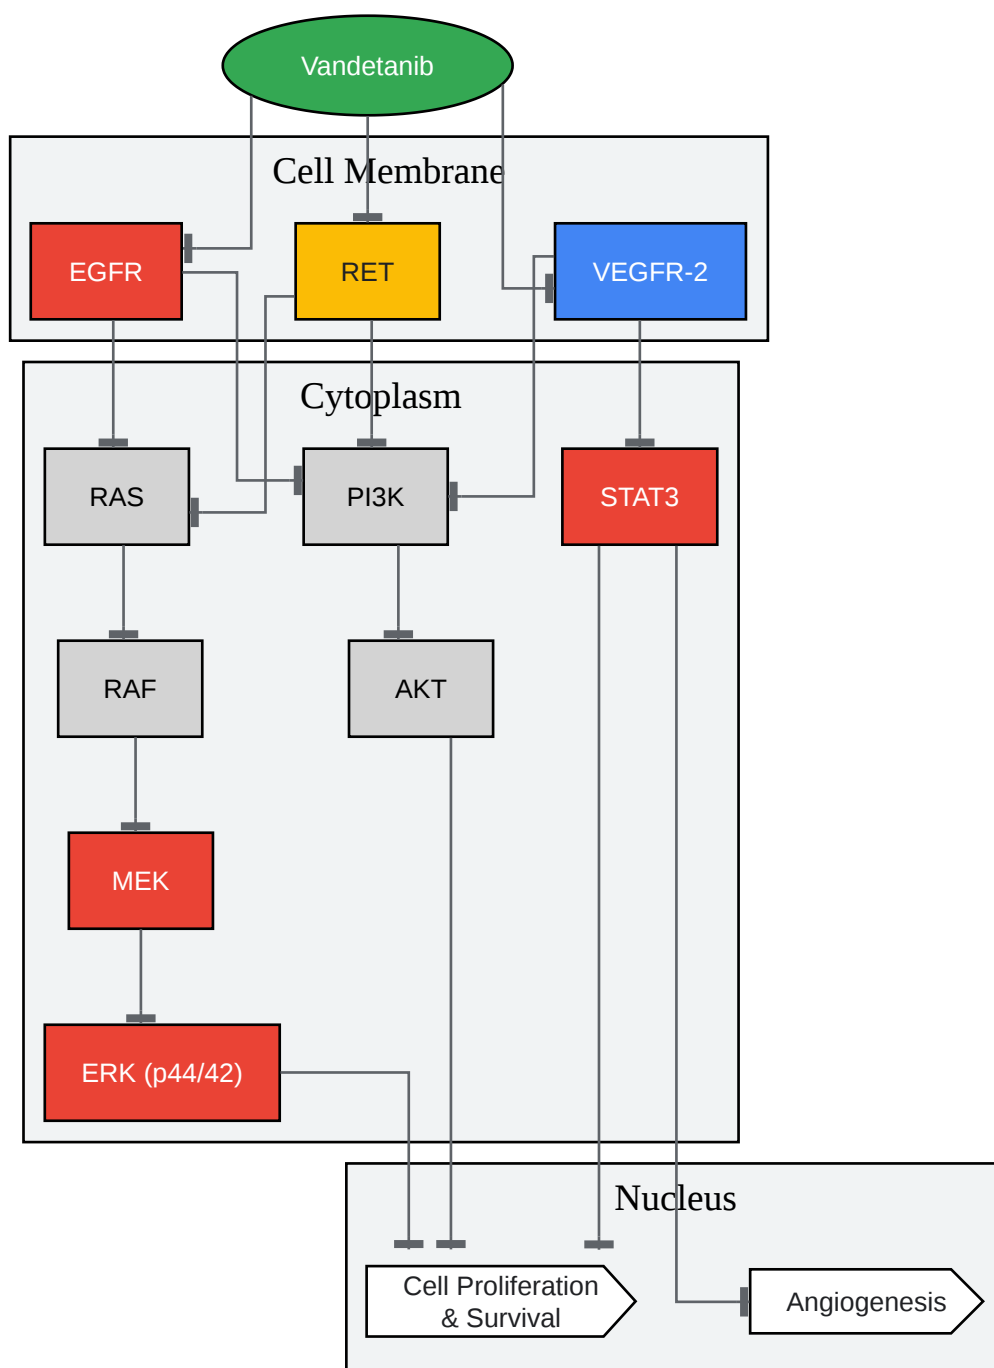 Vandetanib
Cell Membrane
EGFR
RET
VEGFR-2
Cytoplasm
RAS
PI3K
STAT3
RAF
AKT
MEK
ERK (p44/42)
Nucleus
Cell Proliferation
& Survival
Angiogenesis